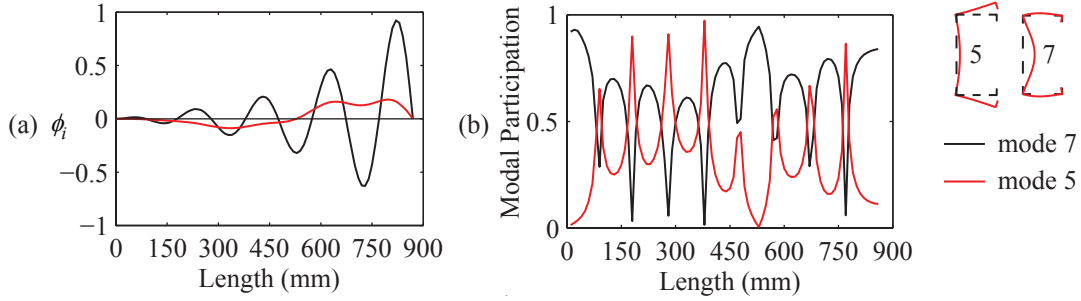 (a)
ϕi
1
0.5
0
−0.5
−1
0 150 300 450 600 750 900
Length (mm)
(b)
Modal Participation
1
0.5
0
0 150 300 450 600 750 900
Length (mm)
5 7
mode 7
mode 5